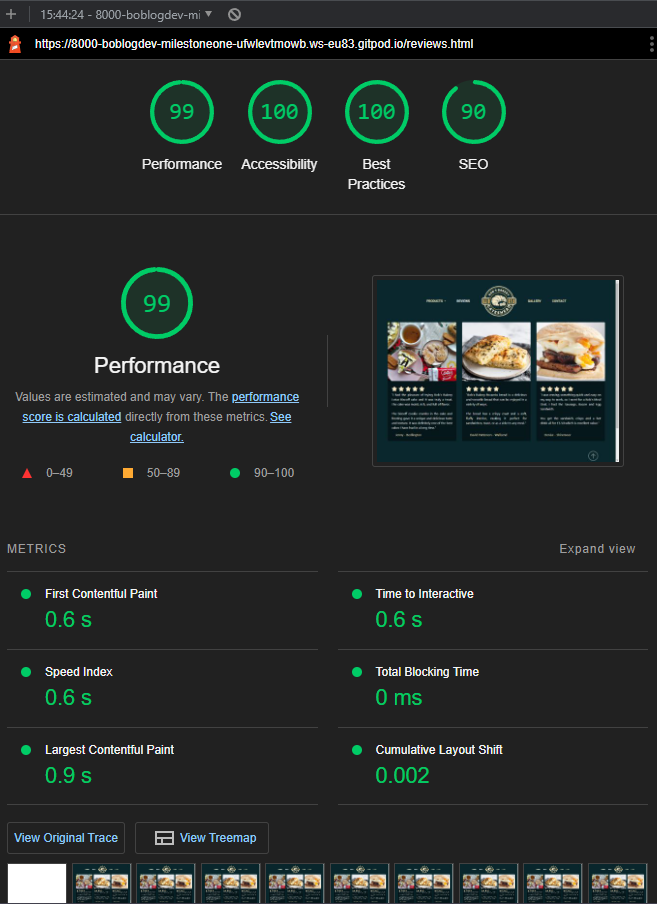 15:44:24 - 8000-boblogdev-mi
https://8000-boblogdev-milestoneone-ufwlevtmowb.ws-eu83.gitpod.io/reviews.html
99
100
100
90
Performance
Accessibility
Best
Practices
SEO
99
Performance
Values are estimated and may vary. The performance
score is calculated directly from these metrics. See
calculator.
0–49
50–89
90–100
PRODUCTS
REVIEWS
GALLERY
CONTACT
METRICS
Expand view
First Contentful Paint
0.6 s
Time to Interactive
0.6 s
Speed Index
0.6 s
Total Blocking Time
0 ms
Largest Contentful Paint
0.9 s
Cumulative Layout Shift
0.002
View Original Trace
View Treemap